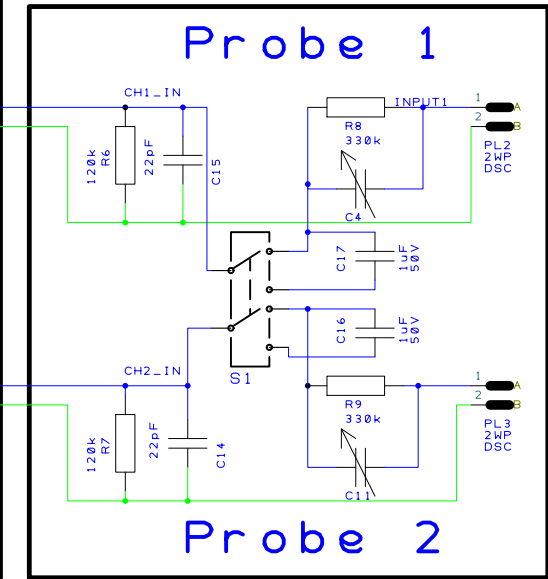 Probe 1
CH1_IN
INPUT1
1
A
2
B
R8
330k
PL2
2WP
DSC
120k
R6
22pF
C15
C4
C17
1uF
50V
C16
1uF
50V
S1
CH2_IN
1
A
2
B
R9
330k
PL3
2WP
DSC
120k
R7
22pF
C14
C11
Probe 2